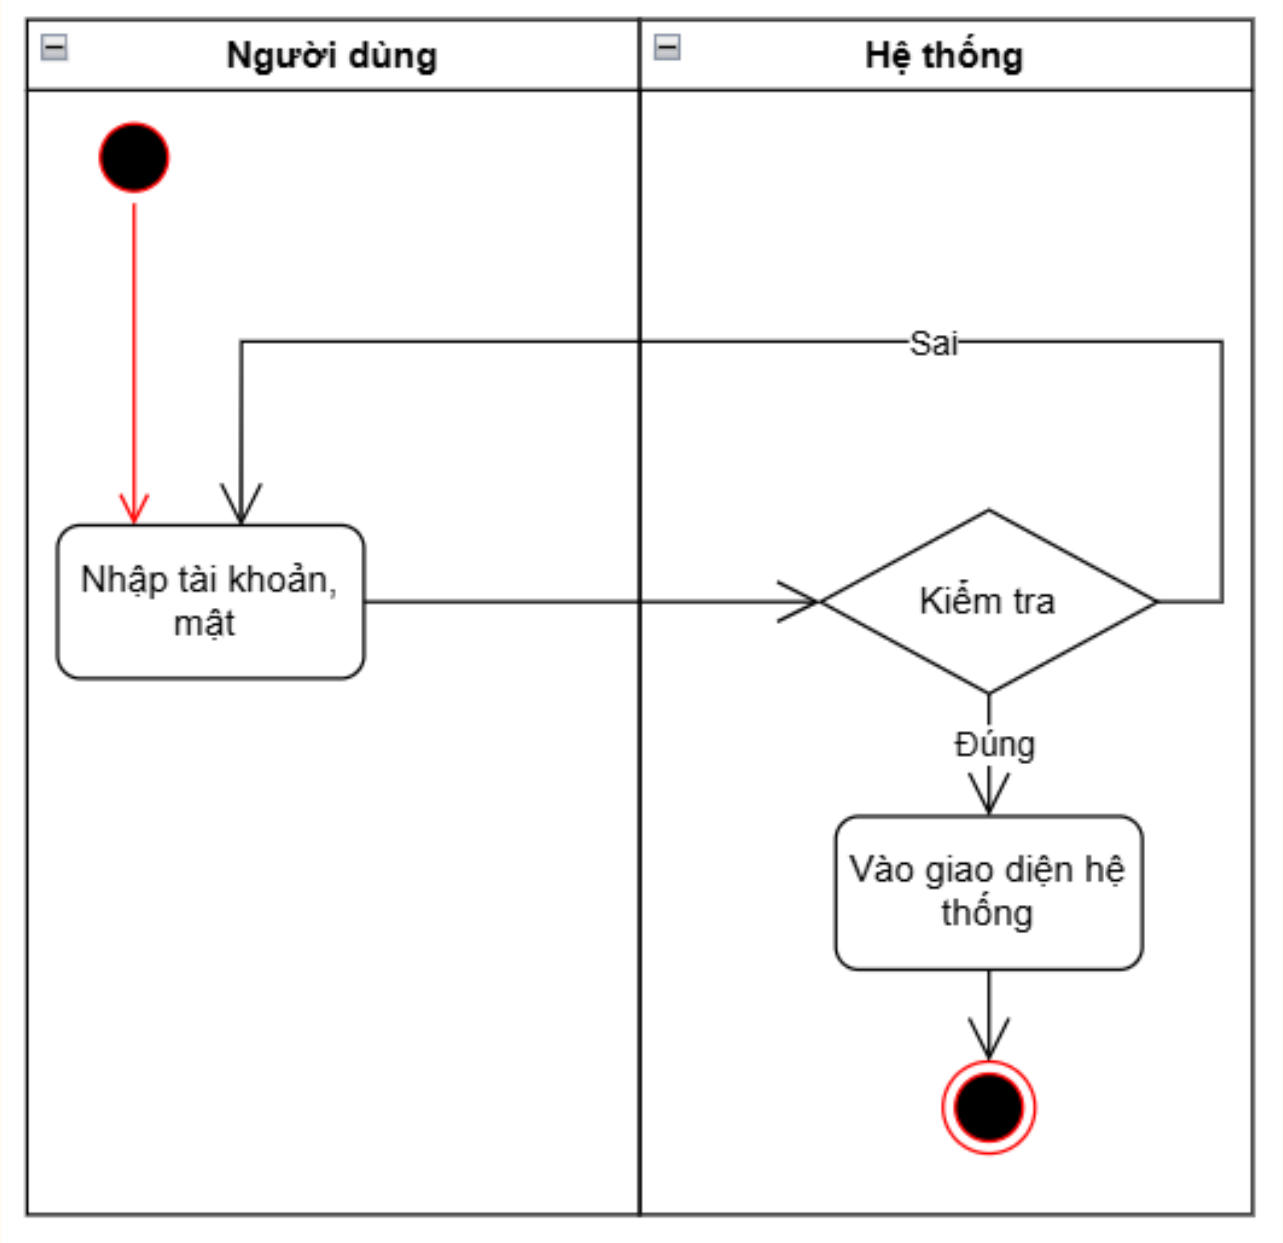 Người dùng
Hệ thống
Sai
Nhập tài khoản,
mật
Kiểm tra
Đúng
Vào giao diện hệ
thống